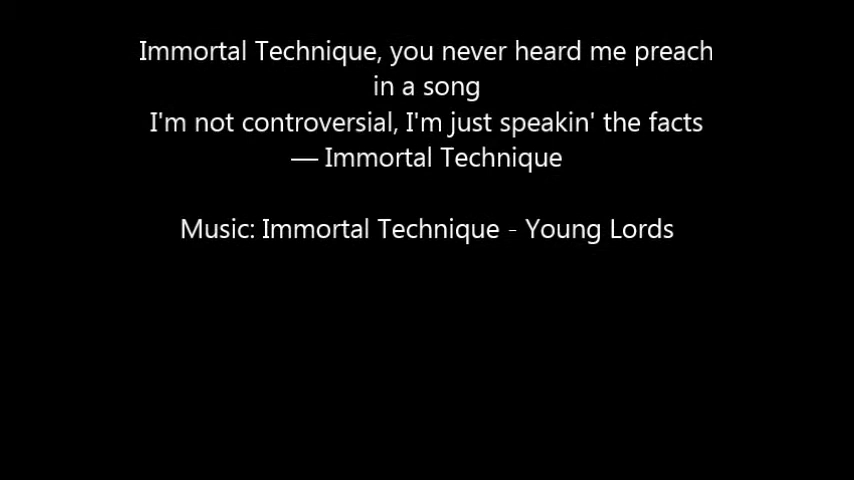 Immortal Technique, you never heard me preach
in a song
I'm not controversial, I'm just speakin' the facts
— Immortal Technique
Music: Immortal Technique - Young Lords